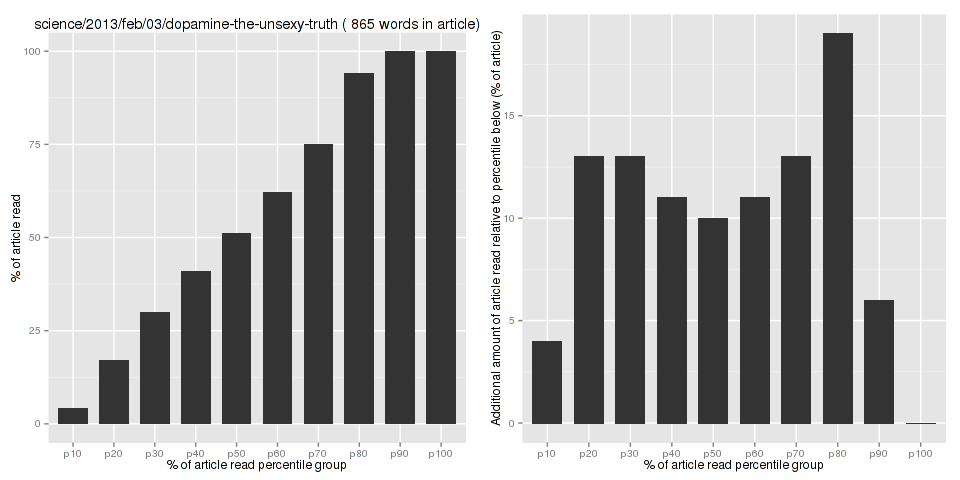 science/2013/feb/03/dopamine-the-unsexy-truth ( 865 words in article)
% of article read
100
75
50
25
0
p10 p20 p30 p40 p50 p60 p70 p80 p90 p100
% of article read percentile group
Additional amount of article read relative to percentile below (% of article)
15
10
5
0
p10 p20 p30 p40 p50 p60 p70 p80 p90 p100
% of article read percentile group